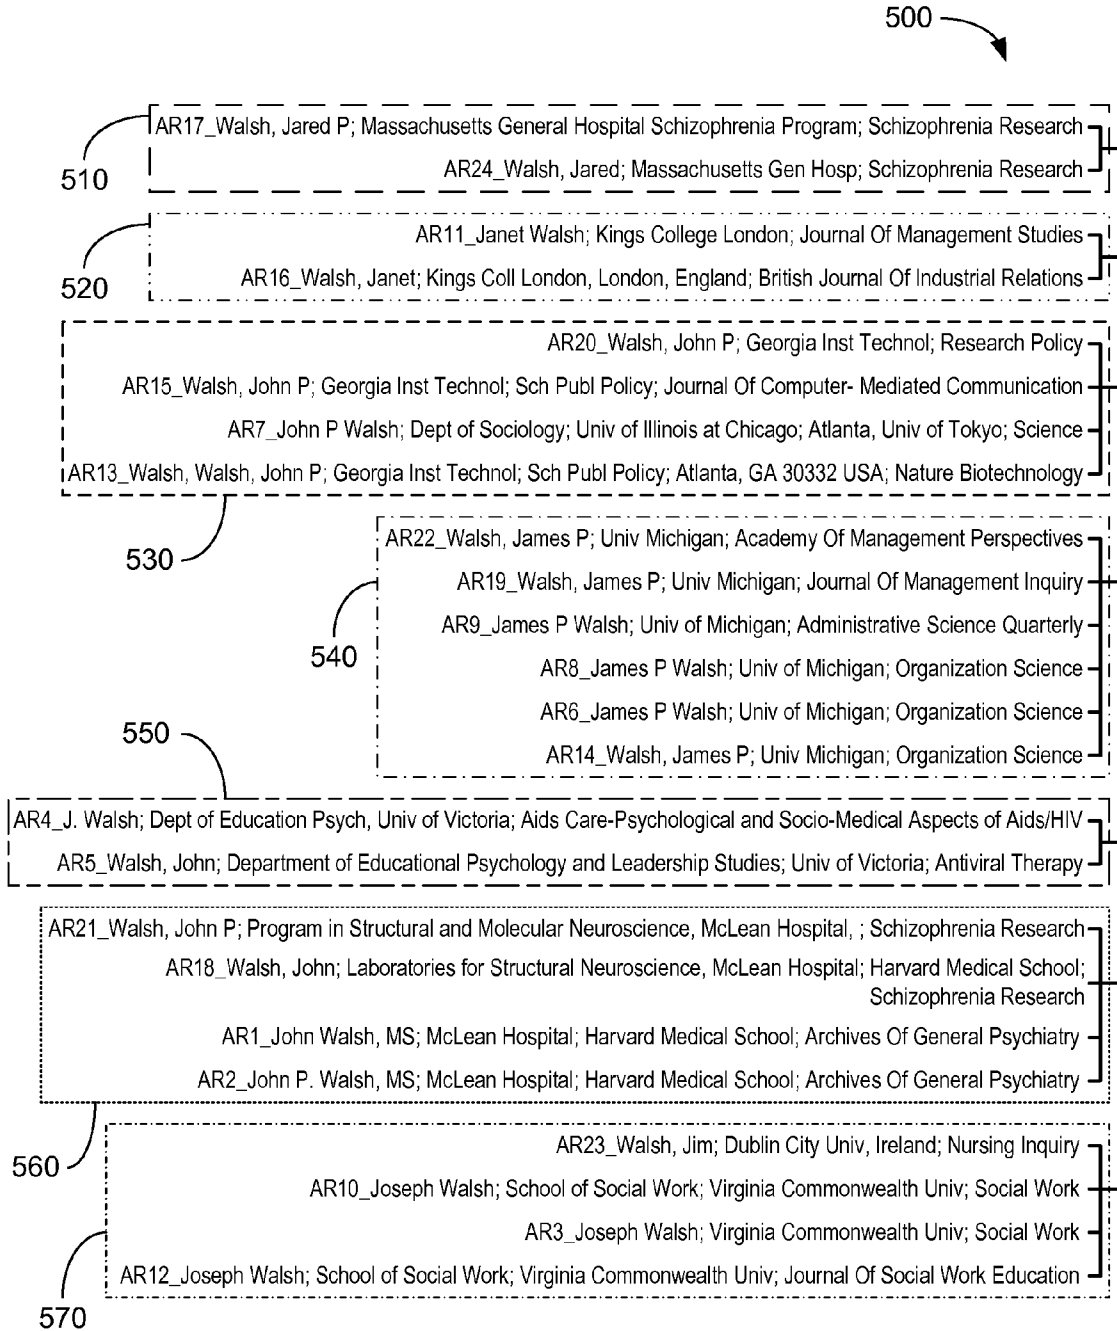 500
AR17_Walsh, Jared P; Massachusetts General Hospital Schizophrenia Program; Schizophrenia Research
510
AR24_Walsh, Jared; Massachusetts Gen Hosp; Schizophrenia Research
AR11_Janet Walsh; Kings College London; Journal Of Management Studies
520
AR16_Walsh, Janet; Kings Coll London, London, England; British Journal Of Industrial Relations
AR20_Walsh, John P; Georgia Inst Technol; Research Policy
AR15_Walsh, John P; Georgia Inst Technol; Sch Publ Policy; Journal Of Computer- Mediated Communication
AR7_John P Walsh; Dept of Sociology; Univ of Illinois at Chicago; Atlanta, Univ of Tokyo; Science
AR13_Walsh, Walsh, John P; Georgia Inst Technol; Sch Publ Policy; Atlanta, GA 30332 USA; Nature Biotechnology
530
AR22_Walsh, James P; Univ Michigan; Academy Of Management Perspectives
AR19_Walsh, James P; Univ Michigan; Journal Of Management Inquiry
AR9_James P Walsh; Univ of Michigan; Administrative Science Quarterly
540
AR8_James P Walsh; Univ of Michigan; Organization Science
AR6_James P Walsh; Univ of Michigan; Organization Science
AR14_Walsh, James P; Univ Michigan; Organization Science
550
AR4_J. Walsh; Dept of Education Psych, Univ of Victoria; Aids Care-Psychological and Socio-Medical Aspects of Aids/HIV
AR5_Walsh, John; Department of Educational Psychology and Leadership Studies; Univ of Victoria; Antiviral Therapy
AR21_Walsh, John P; Program in Structural and Molecular Neuroscience, McLean Hospital, ; Schizophrenia Research
AR18_Walsh, John; Laboratories for Structural Neuroscience, McLean Hospital; Harvard Medical School;
Schizophrenia Research
AR1_John Walsh, MS; McLean Hospital; Harvard Medical School; Archives Of General Psychiatry
AR2_John P. Walsh, MS; McLean Hospital; Harvard Medical School; Archives Of General Psychiatry
560
AR23_Walsh, Jim; Dublin City Univ, Ireland; Nursing Inquiry
AR10_Joseph Walsh; School of Social Work; Virginia Commonwealth Univ; Social Work
AR3_Joseph Walsh; Virginia Commonwealth Univ; Social Work
AR12_Joseph Walsh; School of Social Work; Virginia Commonwealth Univ; Journal Of Social Work Education
570